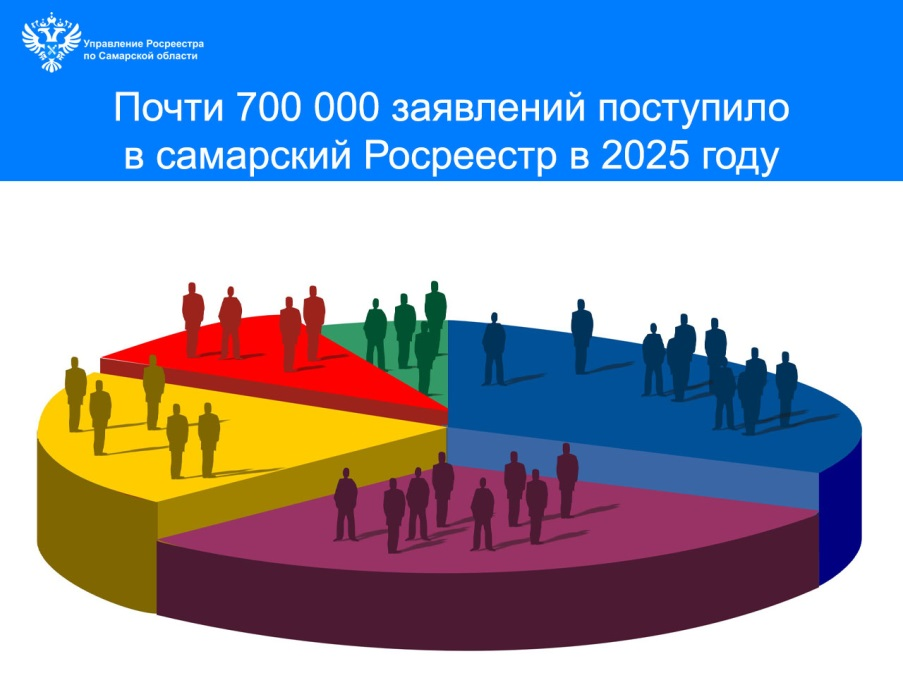 Управление Росреестра
по Самарской области
Почти 700 000 заявлений поступило
в самарский Росреестр в 2025 году